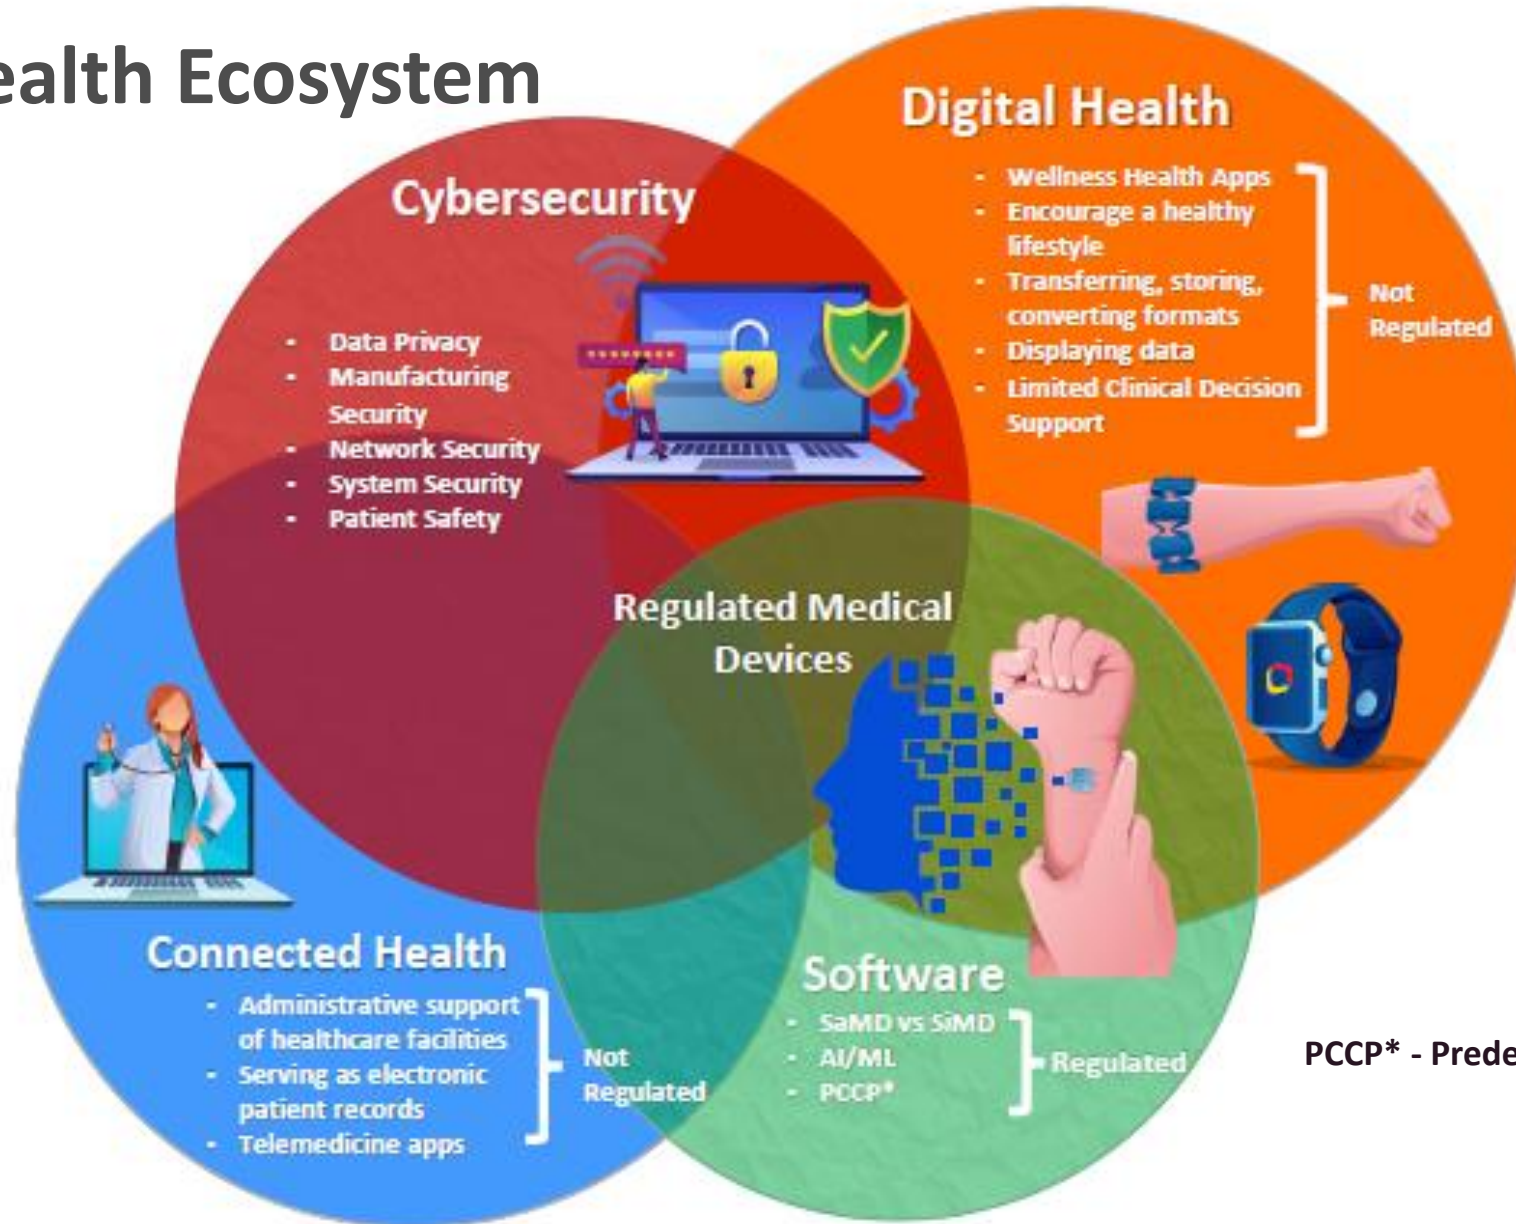 ealth Ecosystem
Digital Health
- Wellness Health Apps
- Encourage a healthy
lifestyle
- Transferring, storing,
converting formats
- Displaying data
- Limited Clinical Decision
Support
Not
Regulated
Cybersecurity
- Data Privacy
- Manufacturing
Security
- Network Security
- System Security
- Patient Safety
Regulated Medical
Devices
Connected Health
- Administrative support
of healthcare facilities
- Serving as electronic
patient records
- Telemedicine apps
Not
Regulated
Software
- SaMD vs SiMD
- AI/ML
- PCCP*
Regulated
PCCP* - Prede